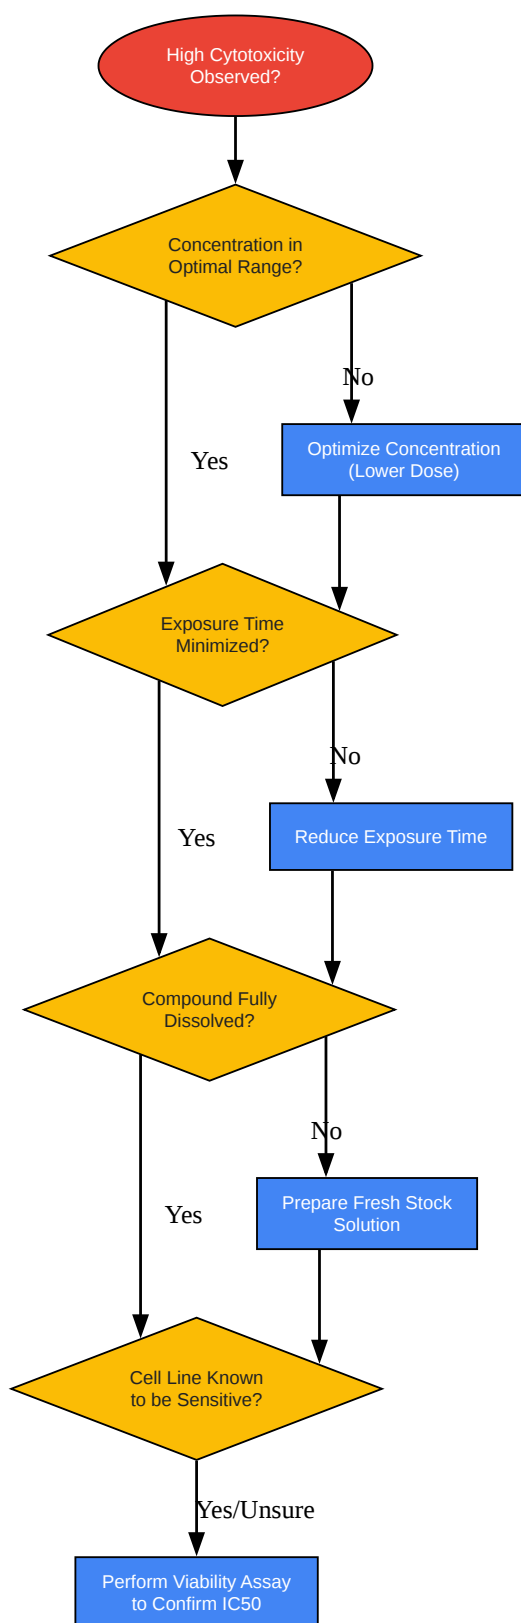 High Cytotoxicity
Observed?
Concentration in
Optimal Range?
No
Optimize Concentration
(Lower Dose)
Yes
Exposure Time
Minimized?
No
Reduce Exposure Time
Yes
Compound Fully
Dissolved?
No
Prepare Fresh Stock
Solution
Yes
Cell Line Known
to be Sensitive?
Yes/Unsure
Perform Viability Assay
to Confirm IC50